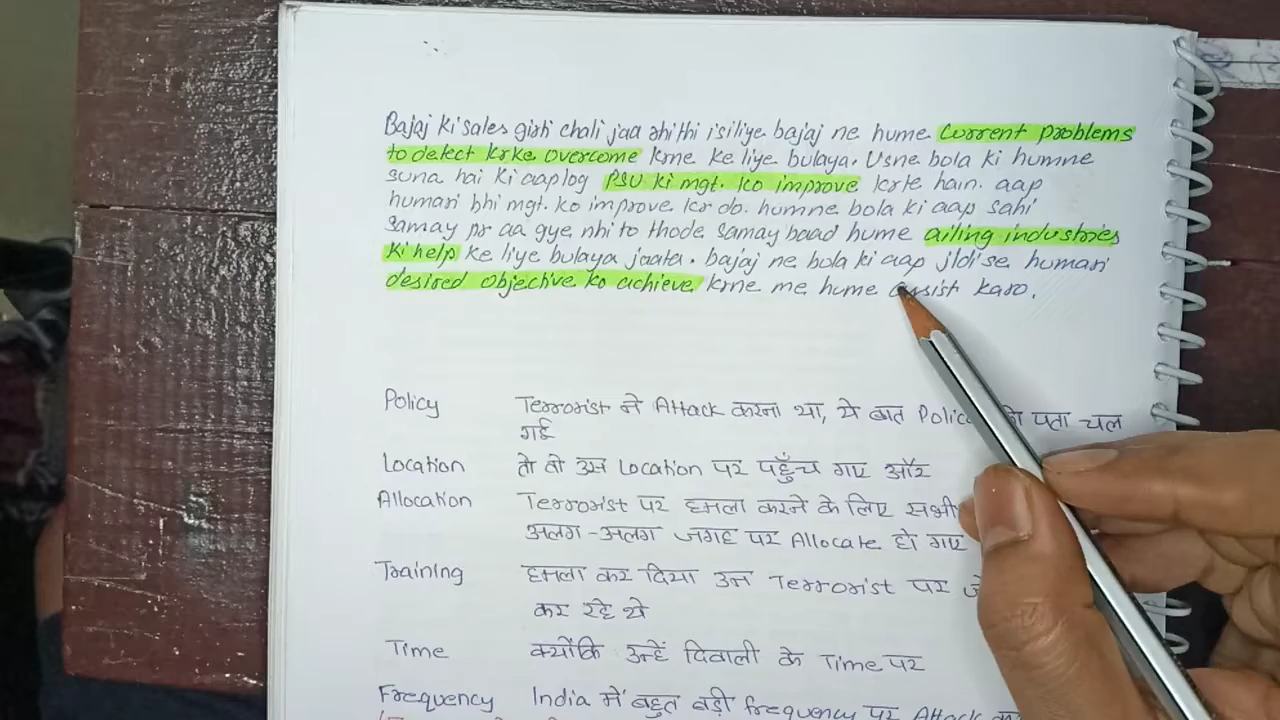 Bajaj ki sales girti chali jaa rhi thi isiliye bajaj ne hume current problems
to detect krke overcome krne ke liye bulaya. Usne bola ki humne
suna hai ki aaplog PSU ki mgt. ko improve krte hain. aap
humari bhi mgt. ko improve kr do. humne bola ki aap sahi
samay pr aa gye nhi to thode samay baad hume ailing industries
ki help ke liye bulaya jaata. bajaj ne bola ki aap jldi se humari
desired objective ko achieve krne me hume assist karo.
Policy Terrorist ने Attack करना था, ये बात पता चल
गई
Location तो वो उस Location पर पहुँच गए और
Allocation Terrorist पर हमला करने के लिए सभी
अलग-अलग जगह पर Allocate हो गए
Training हमला कर दिया उन Terrorist पर
कर रहे थे
Time क्योंकि उन्हें दिवाली के Time पर
Frequency India में बहुत बड़ी frequency पर Attack